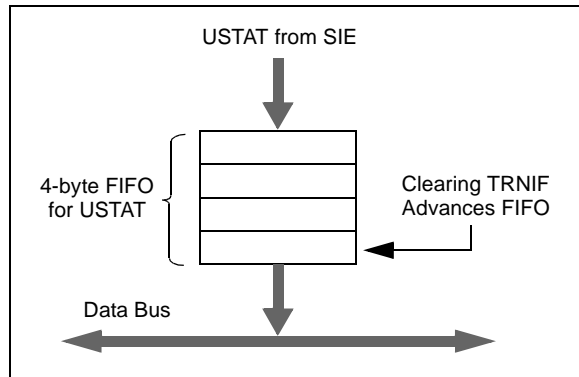 USTAT from SIE
4-byte FIFO
for USTAT
Clearing TRNIF
Advances FIFO
Data Bus